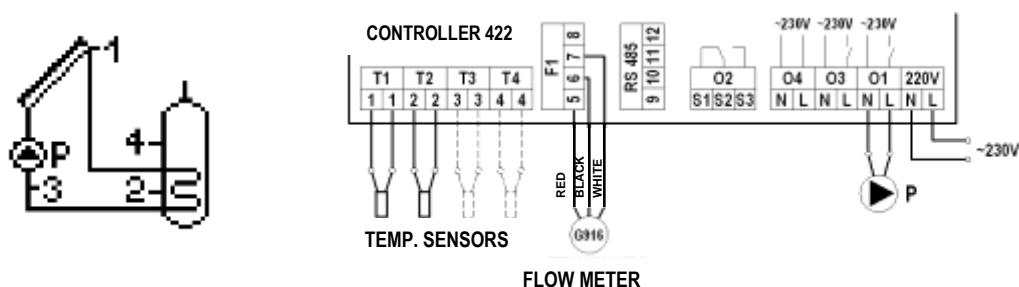 1
P
4
3
2
CONTROLLER 422
T1 T2 T3 T4
1 1 2 2 3 3 4 4
F1
8
7
6
5
RS 485
12
11
10
9
~230V ~230V ~230V
O2 O4 O3 O1 220V
S1 S2 S3 N L N L N L N L
~230V
RED
BLACK
WHITE
P
G916
TEMP. SENSORS
FLOW METER